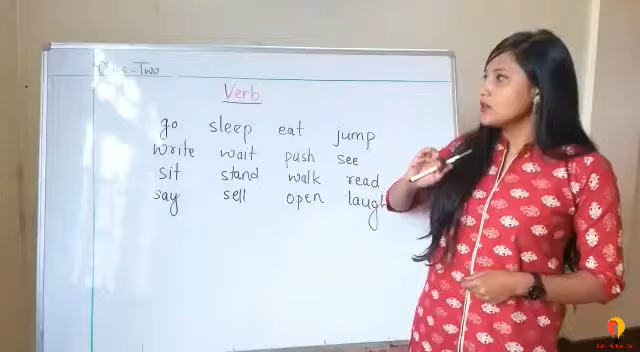 Class-Two
Verb
go sleep eat jump
write wait push see
sit stand walk read
say sell open laugh